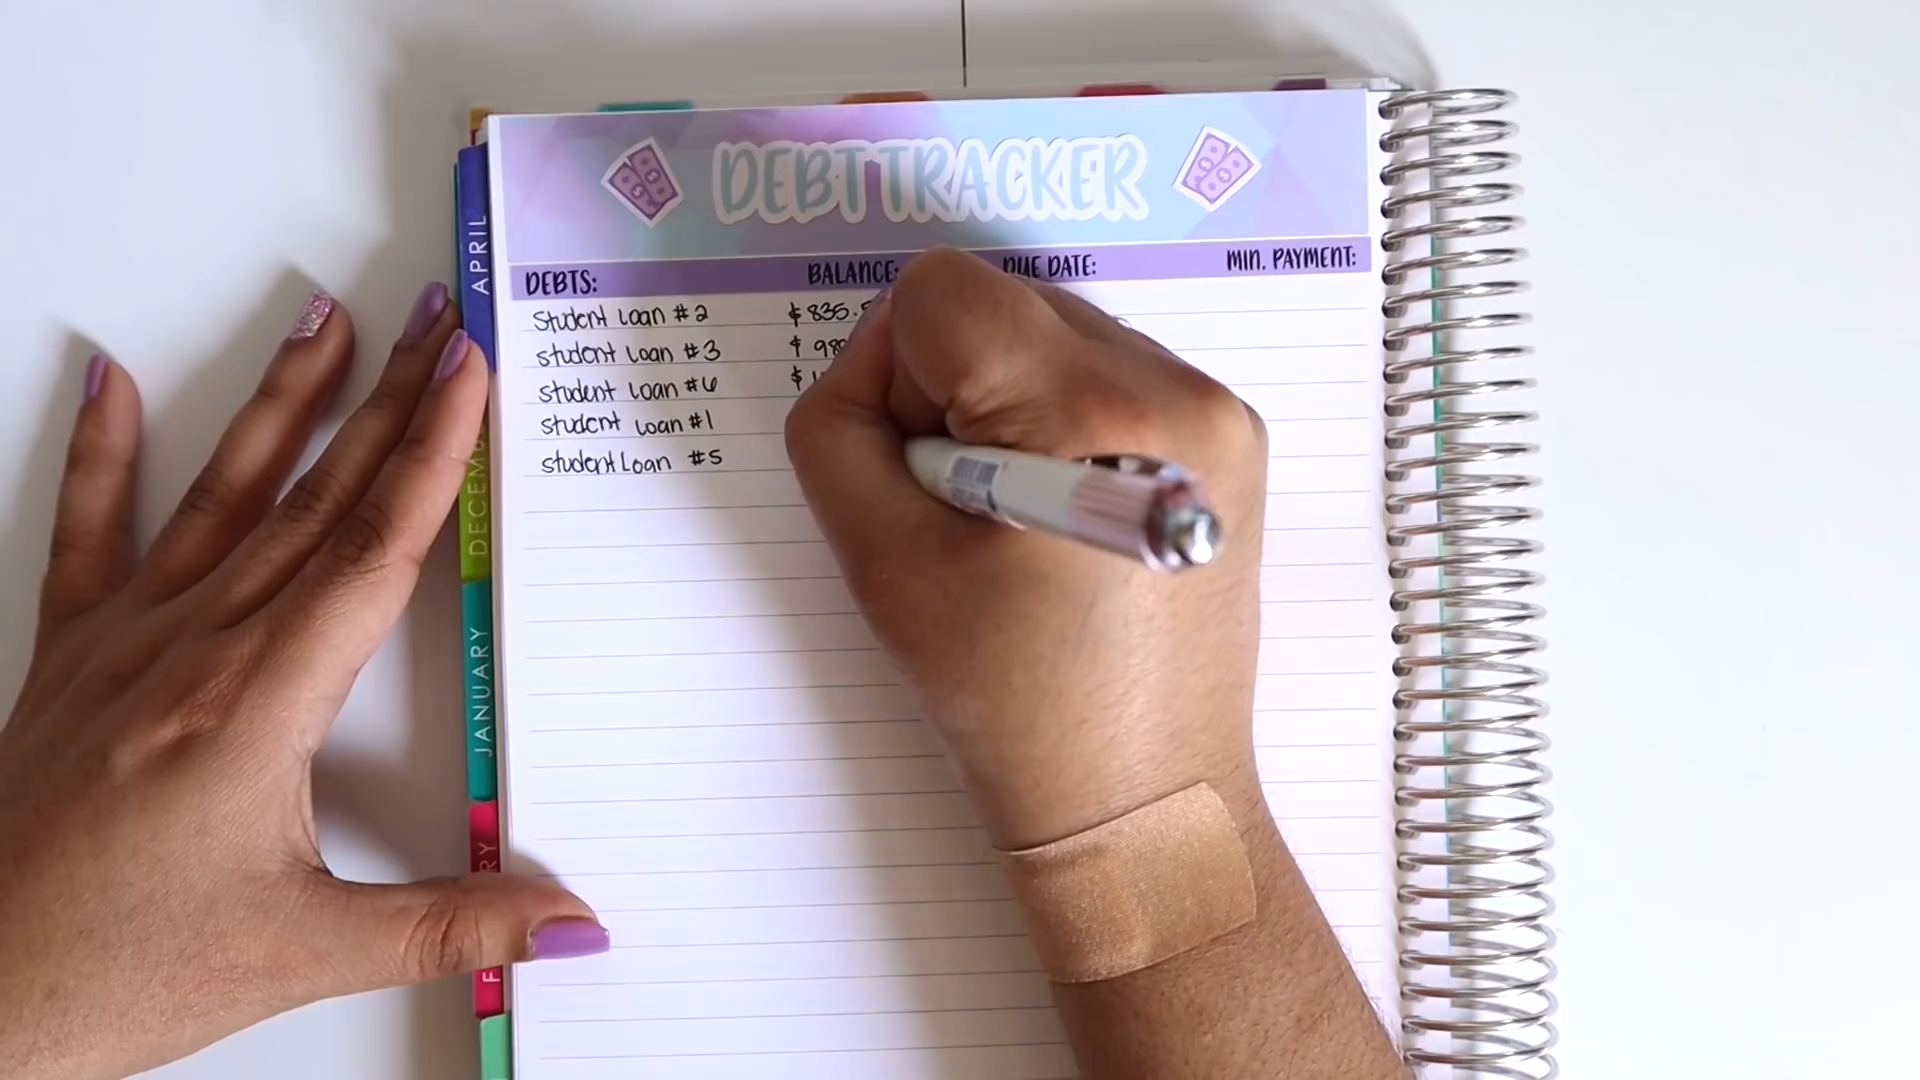 DEBT TRACKER
DEBTS: BALANCE: DUE DATE: MIN. PAYMENT:
Student Loan #2 $835.
Student Loan #3 $
Student Loan #6 $
Student Loan #1
Student Loan #5
APRIL
JANUARY